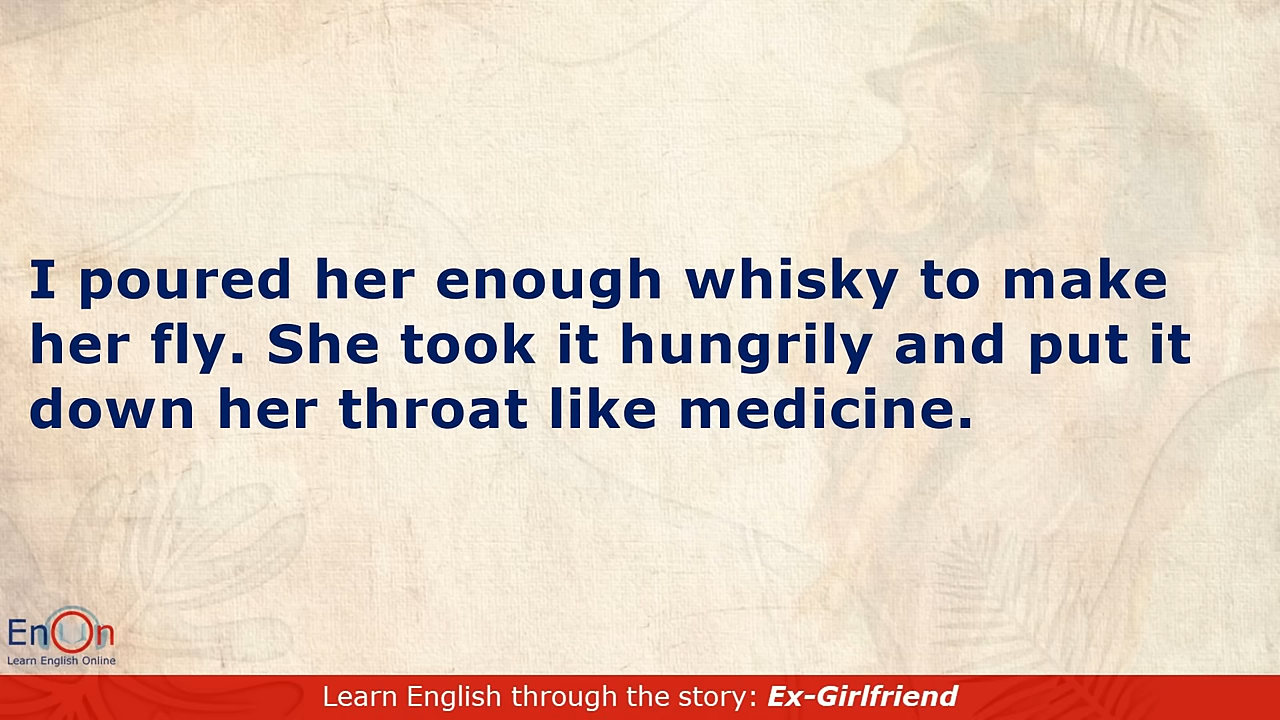 I poured her enough whisky to make
her fly. She took it hungrily and put it
down her throat like medicine.
EnOn
Learn English Online
Learn English through the story: Ex-Girlfriend